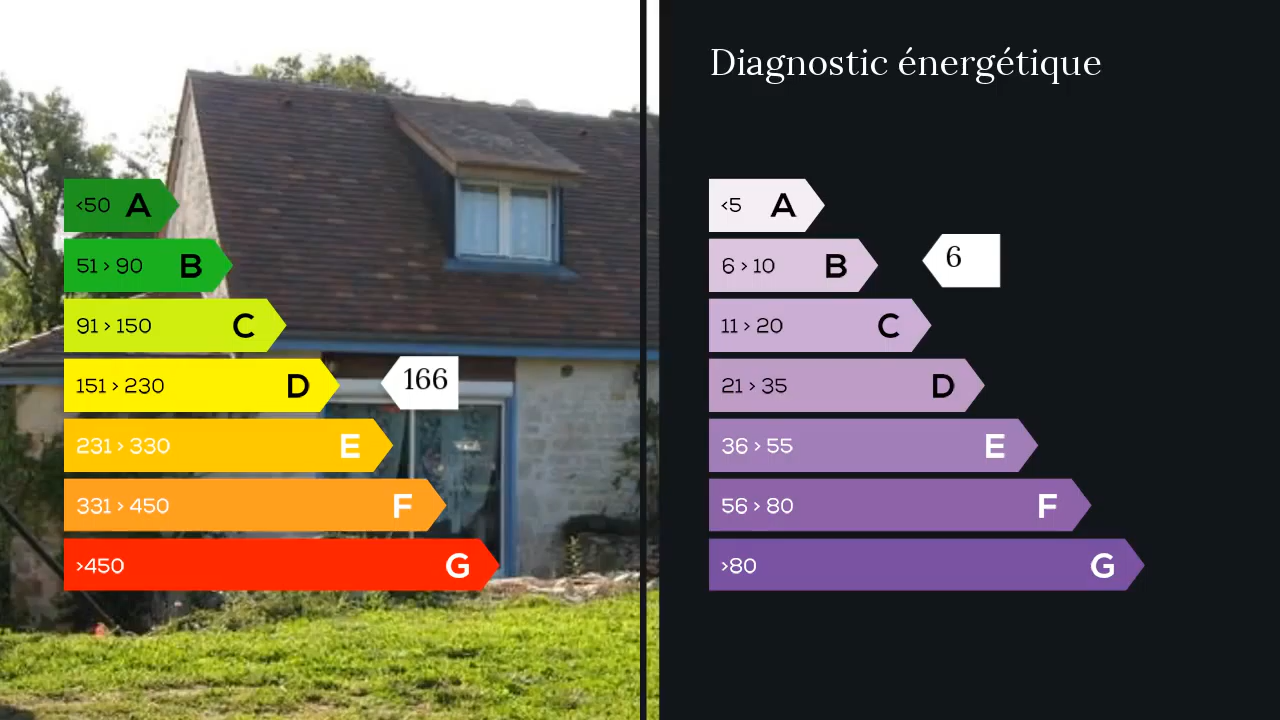 Diagnostic énergétique
<50 A
51 > 90 B
91 > 150 C
151 > 230 D
166
231 > 330 E
331 > 450 F
>450 G
<5 A
6 > 10 B
6
11 > 20 C
21 > 35 D
36 > 55 E
56 > 80 F
>80 G